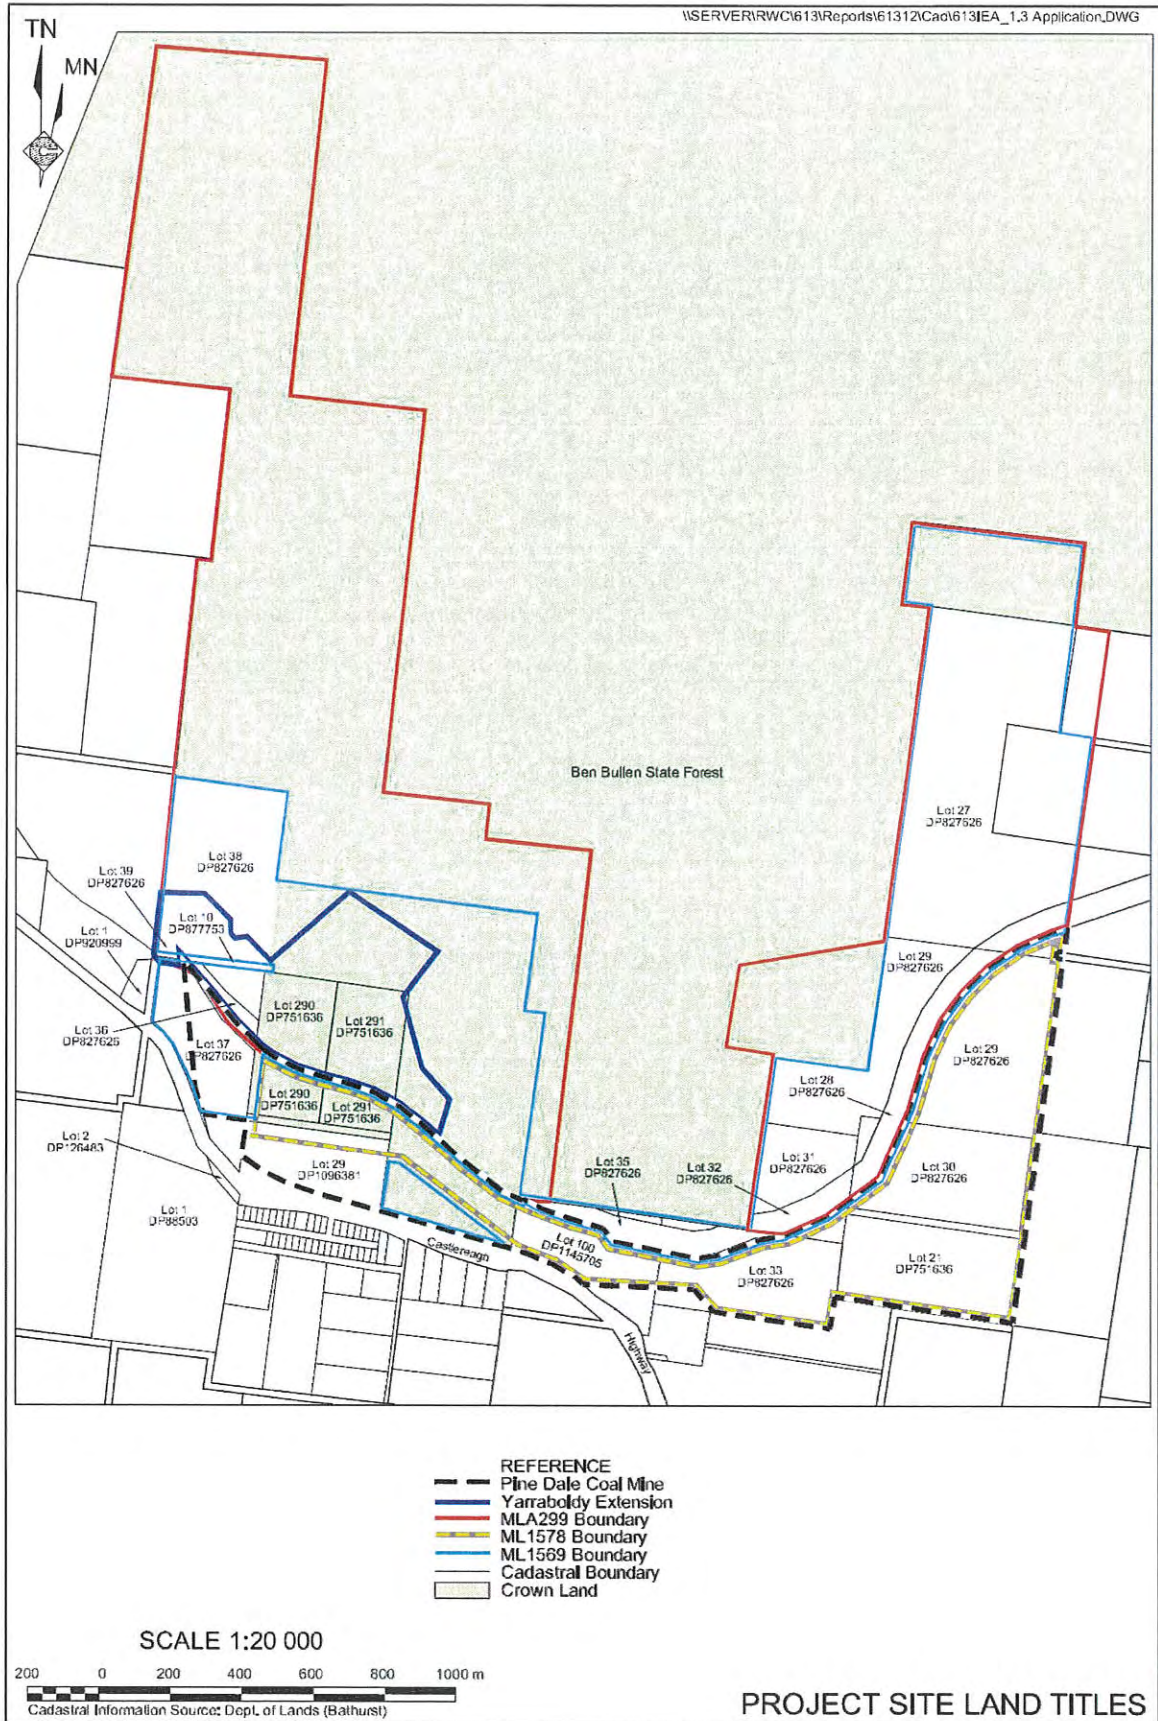 \\SERVER\RWC\613\Reports\61312\Cad\613IEA_1.3 Application.DWG
TN
MN
Ben Bullen State Forest
Lot 27
DP827626
Lot 38
DP827626
Lot 39
DP827626
Lot 10
DP877753
Lot 1
DP920999
Lot 29
DP827626
Lot 290
DP751636
Lot 291
DP751636
Lot 36
DP827626
Lot 37
DP827626
Lot 29
DP827626
Lot 28
DP827626
Lot 290
DP751636
Lot 291
DP751636
Lot 2
DP126483
Lot 29
DP1096381
Lot 35
DP827626
Lot 32
DP827626
Lot 31
DP827626
Lot 30
DP827626
Lot 1
DP88503
Castlereagh
Lot 100
DP1145705
Lot 33
DP827626
Lot 21
DP751636
Highway
REFERENCE
Pine Dale Coal Mine
Yarraboldy Extension
MLA299 Boundary
ML1578 Boundary
ML1569 Boundary
Cadastral Boundary
Crown Land
SCALE 1:20 000
200 0 200 400 600 800 1000 m
Cadastral Information Source: Dept. of Lands (Bathurst)
PROJECT SITE LAND TITLES